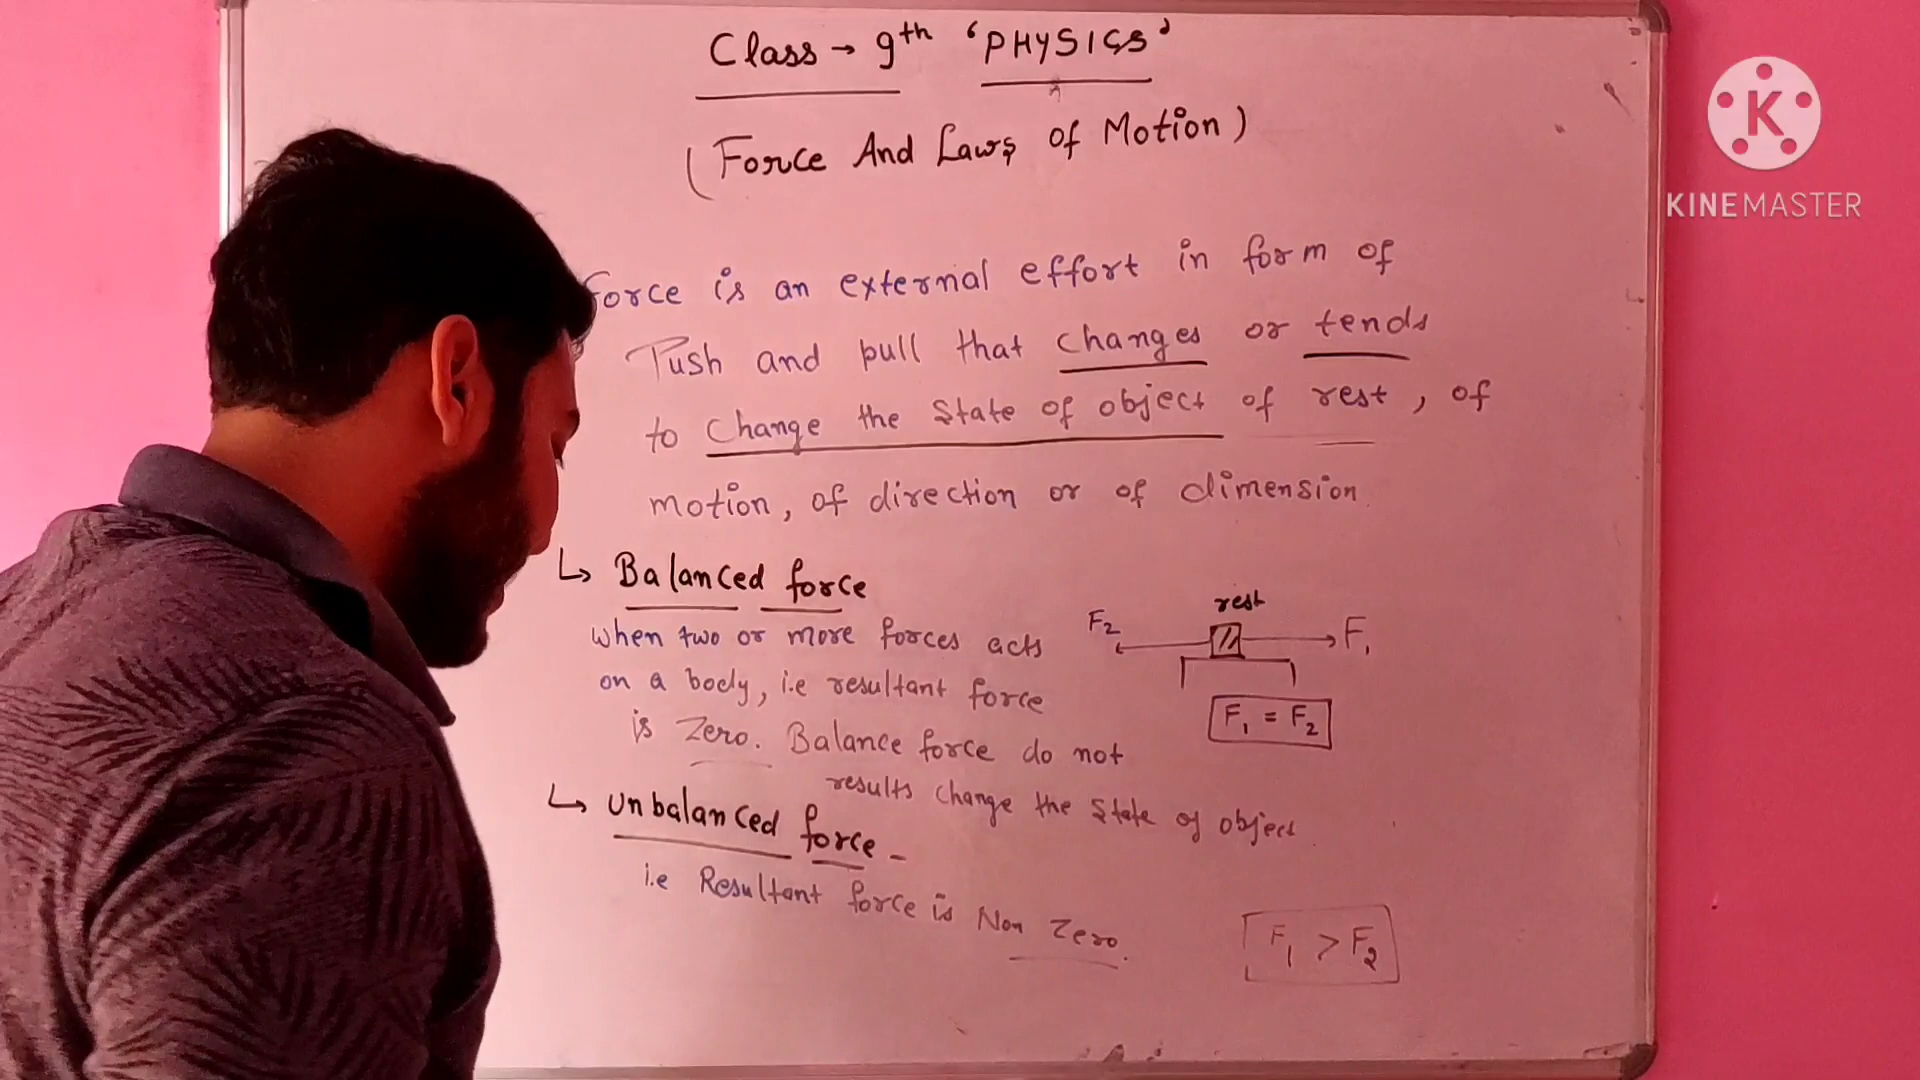 Class → 9th 'PHYSICS'
(Force And Laws of Motion)
K
KINEMASTER
Force is an external effort in form of
Push and pull that changes or tends
to change the state of object of rest, of
motion, of direction or of dimension
↳ Balanced force
when two or more forces acts
on a body, i.e resultant force
is Zero. Balance force do not
results change the state of object
rest
F₂ F₁
F₁ = F₂
↳ Unbalanced force -
i.e Resultant force is Non Zero.
F₁ > F₂